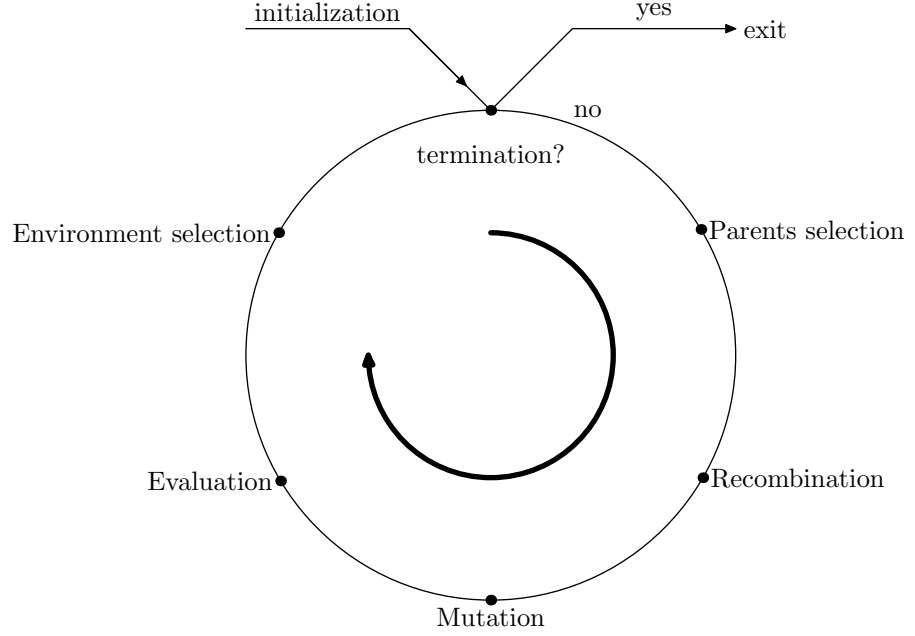 initialization
yes
exit
no
termination?
Environment selection
Parents selection
Evaluation
Recombination
Mutation